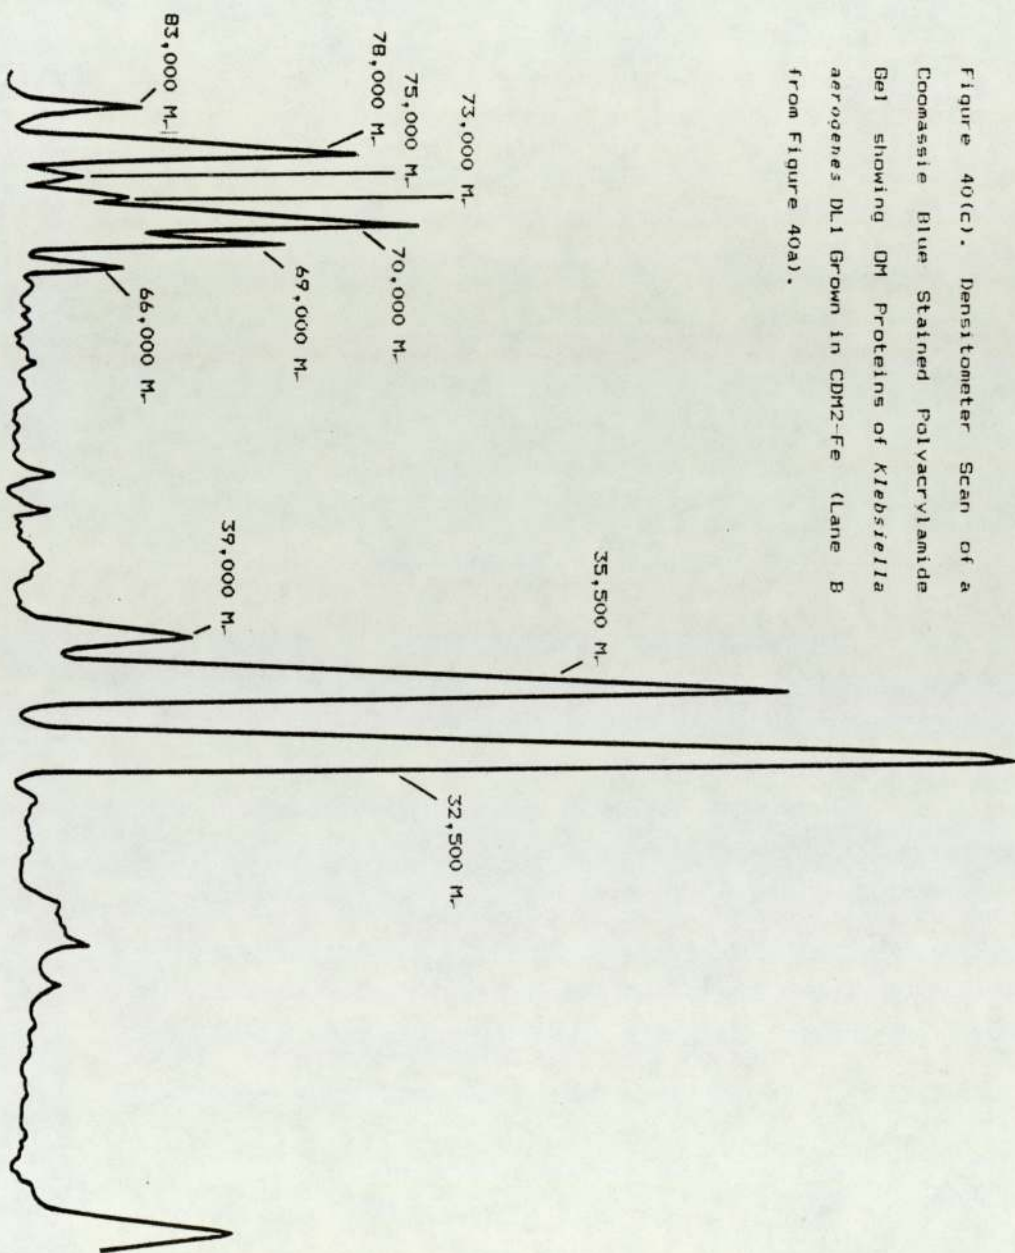 Figure 40(c). Densitometer Scan of a
Coomassie Blue Stained Polyacrylamide
Gel showing OM Proteins of Klebsiella
aerogenes DL1 Grown in CDM2-Fe (Lane B
from Figure 40a).
83,000 Mr
78,000 Mr
75,000 Mr
73,000 Mr
70,000 Mr
69,000 Mr
66,000 Mr
39,000 Mr
35,500 Mr
32,500 Mr